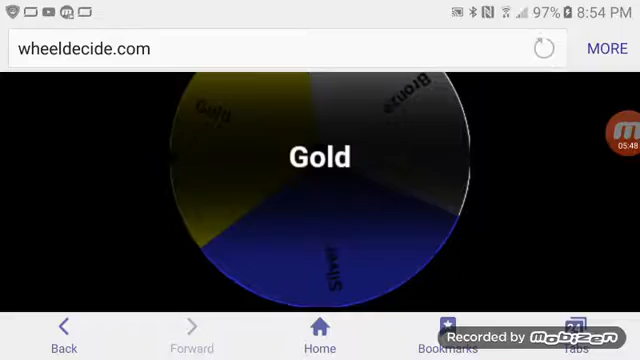 97% 8:54 PM
wheeldecide.com
MORE
Gold
Bronze
Gold
05:48
Silver
Back
Forward
Home
Bookmarks
Tabs
Recorded by MOBIZEN